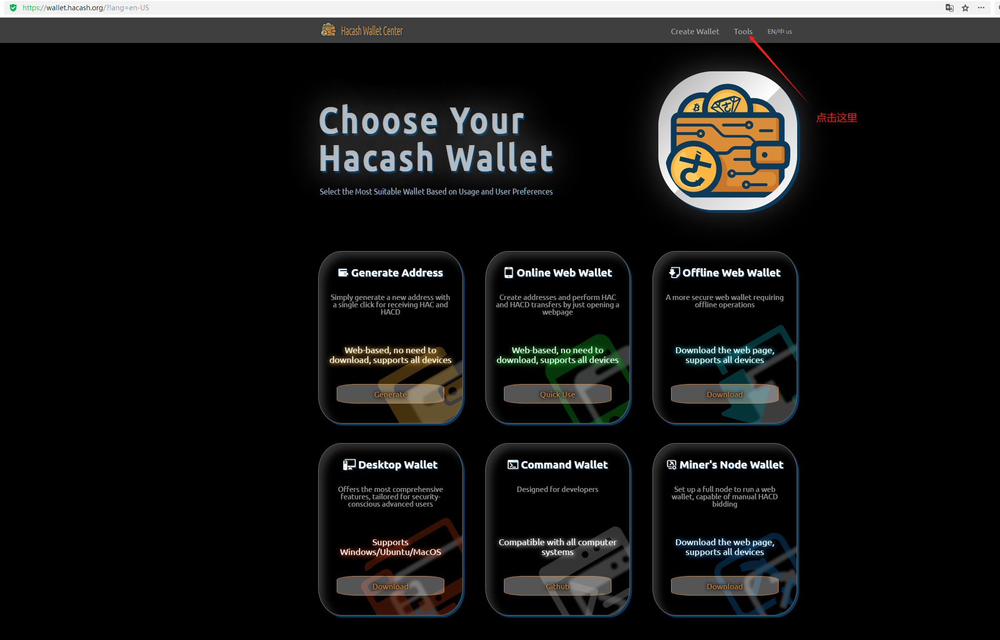 https://wallet.hacash.org/?lang=en-US
Hacash Wallet Center
Create Wallet
Tools
EN/中 us
点击这里
Choose Your
Hacash Wallet
Select the Most Suitable Wallet Based on Usage and User Preferences
Generate Address
Simply generate a new address with
a single click for receiving HAC and
HACD
Web-based, no need to
download, supports all devices
Generate
Online Web Wallet
Create addresses and perform HAC
and HACD transfers by just opening a
webpage
Web-based, no need to
download, supports all devices
Quick Use
Offline Web Wallet
A more secure web wallet requiring
offline operations
Download the web page,
supports all devices
Download
Desktop Wallet
Offers the most comprehensive
features, tailored for security-
conscious advanced users
Supports
Windows/Ubuntu/MacOS
Download
Command Wallet
Designed for developers
Compatible with all computer
systems
Github
Miner's Node Wallet
Set up a full node to run a web
wallet, capable of manual HACD
bidding
Download the web page,
supports all devices
Download